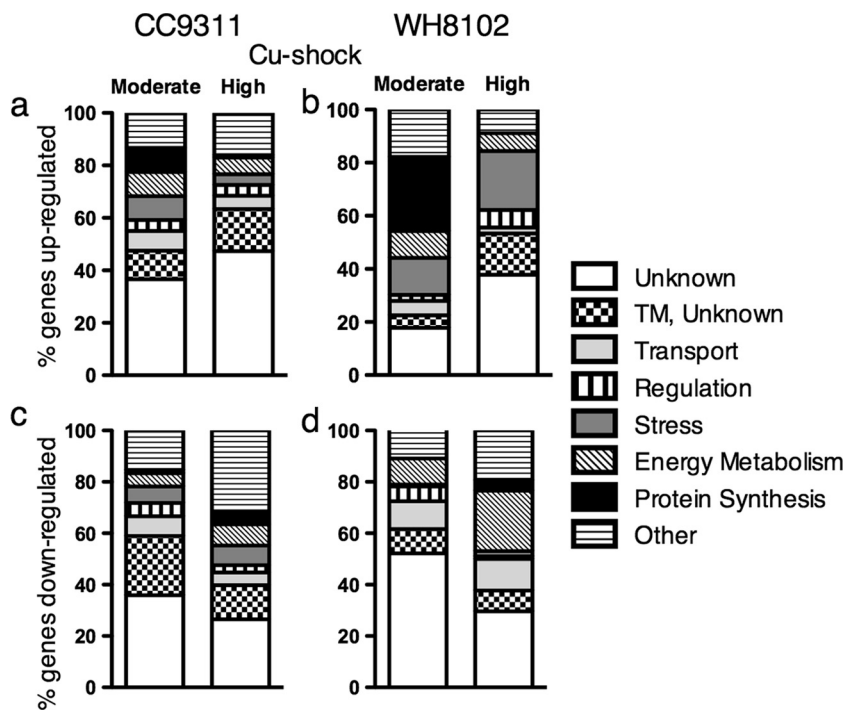 CC9311 WH8102
Cu-shock
Moderate High Moderate High
a b
% genes up-regulated
100 100
80 80
60 60
40 40
20 20
0 0
Unknown
TM, Unknown
Transport
Regulation
Stress
Energy Metabolism
Protein Synthesis
Other
c d
% genes down-regulated
100 100
80 80
60 60
40 40
20 20
0 0